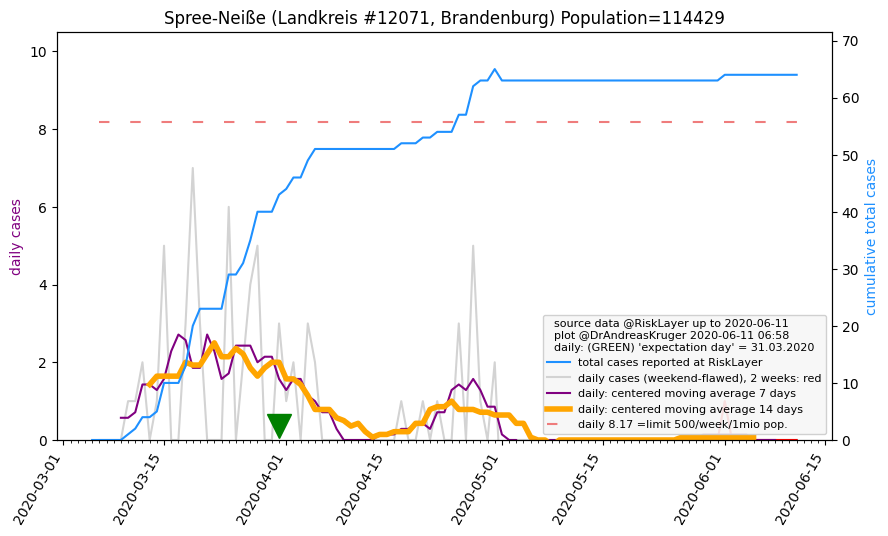 Spree-Neiße (Landkreis #12071, Brandenburg) Population=114429
daily cases
10
8
6
4
2
0
70
60
50
40
30
20
10
0
cumulative total cases
source data @RiskLayer up to 2020-06-11
plot @DrAndreasKruger 2020-06-11 06:58
daily: (GREEN) 'expectation day' = 31.03.2020
total cases reported at RiskLayer
daily cases (weekend-flawed), 2 weeks: red
daily: centered moving average 7 days
daily: centered moving average 14 days
daily 8.17 =limit 500/week/1mio pop.
2020-03-01
2020-03-15
2020-04-01
2020-04-15
2020-05-01
2020-05-15
2020-06-01
2020-06-15